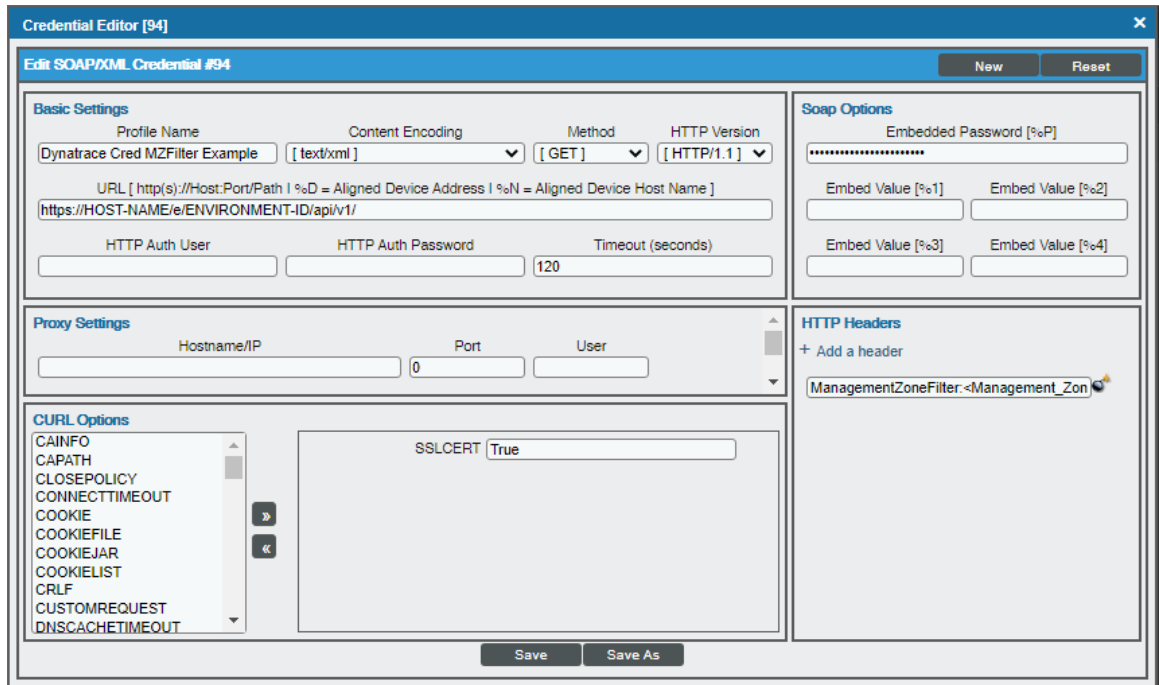 Credential Editor [94]
×
Edit SOAP/XML Credential #94
New
Reset
Basic Settings
Profile Name
Content Encoding
Method
HTTP Version
Dynatrace Cred MZFilter Example
[ text/xml ]
[ GET ]
[ HTTP/1.1 ]
URL [ http(s)://Host:Port/Path | %D = Aligned Device Address | %N = Aligned Device Host Name ]
https://HOST-NAME/e/ENVIRONMENT-ID/api/v1/
HTTP Auth User
HTTP Auth Password
Timeout (seconds)
120
Soap Options
Embedded Password [%P]
•••••••••••••••••••••••
Embed Value [%1]
Embed Value [%2]
Embed Value [%3]
Embed Value [%4]
Proxy Settings
Hostname/IP
Port
User
0
HTTP Headers
+ Add a header
ManagementZoneFilter:<Management_Zon
CURL Options
CAINFO
CAPATH
CLOSEPOLICY
CONNECTTIMEOUT
COOKIE
COOKIEFILE
COOKIEJAR
COOKIELIST
CRLF
CUSTOMREQUEST
DNSCACHETIMEOUT
»
«
SSLCERT
True
Save
Save As